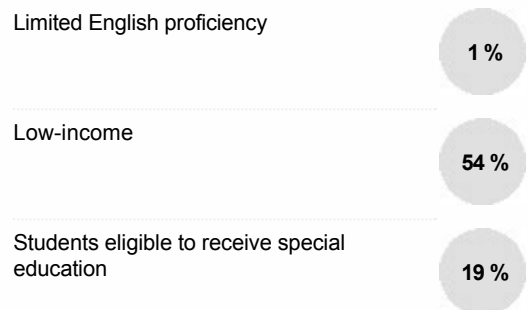 Limited English proficiency
1 %
Low-income
54 %
Students eligible to receive special
education
19 %